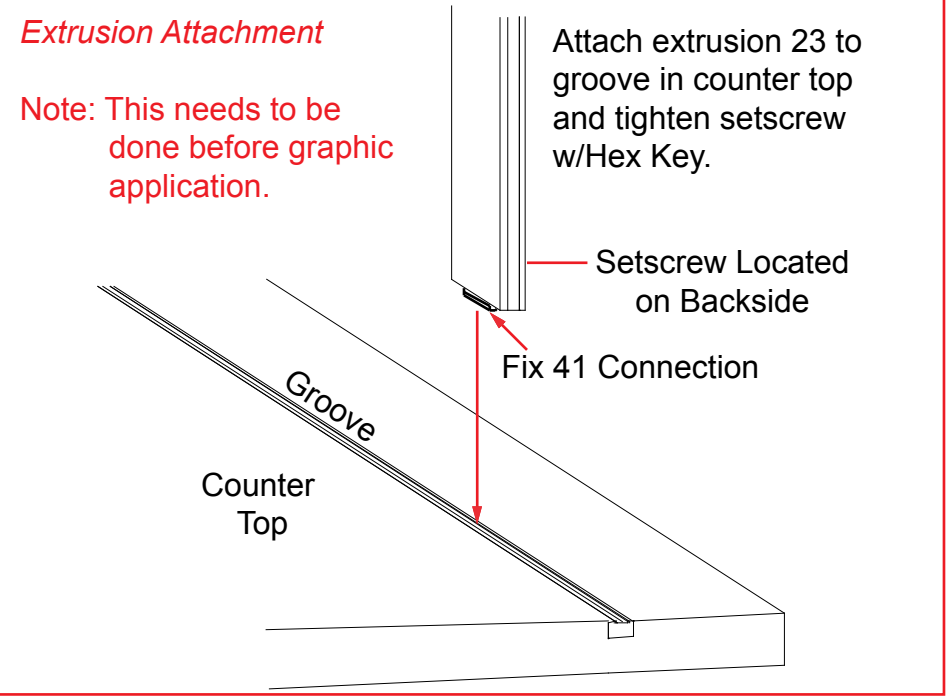 Extrusion Attachment
Note: This needs to be
done before graphic
application.
Attach extrusion 23 to
groove in counter top
and tighten setscrew
w/Hex Key.
Setscrew Located
on Backside
Fix 41 Connection
Groove
Counter
Top